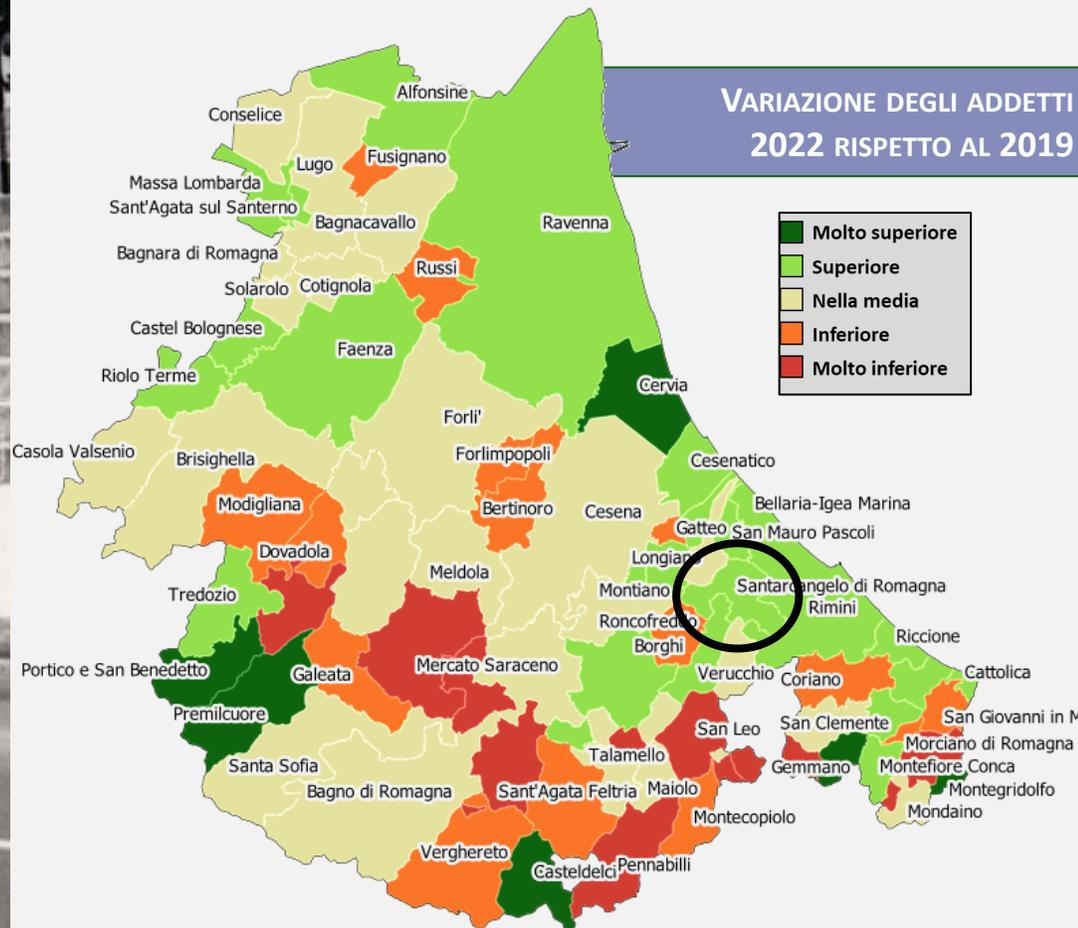 VARIAZIONE DEGLI ADDETTI
2022 RISPETTO AL 2019
Molto superiore
Superiore
Nella media
Inferiore
Molto inferiore
Alfonsine
Conselice
Lugo
Fusignano
Massa Lombarda
Sant'Agata sul Santerno
Bagnacavallo
Ravenna
Bagnara di Romagna
Russi
Solarolo
Cotignola
Castel Bolognese
Faenza
Riolo Terme
Cervia
Forli'
Casola Valsenio
Brisighella
Forlimpopoli
Cesenatico
Modigliana
Bertinoro
Cesena
Bellaria-Igea Marina
Gatteo
San Mauro Pascoli
Dovadola
Longiano
Meldola
Tredozio
Montiano
Santarcangelo di Romagna
Rimini
Roncofreddo
Riccione
Borghi
Portico e San Benedetto
Galeata
Mercato Saraceno
Verucchio
Coriano
Cattolica
Premilcuore
San Leo
San Clemente
San Giovanni in M
Morciano di Romagna
Santa Sofia
Talamello
Gemmano
Montefiore Conca
Bagno di Romagna
Sant'Agata Feltria
Maiolo
Montegridolfo
Mondaino
Montecopiolo
Verghereto
Casteldelci
Pennabilli